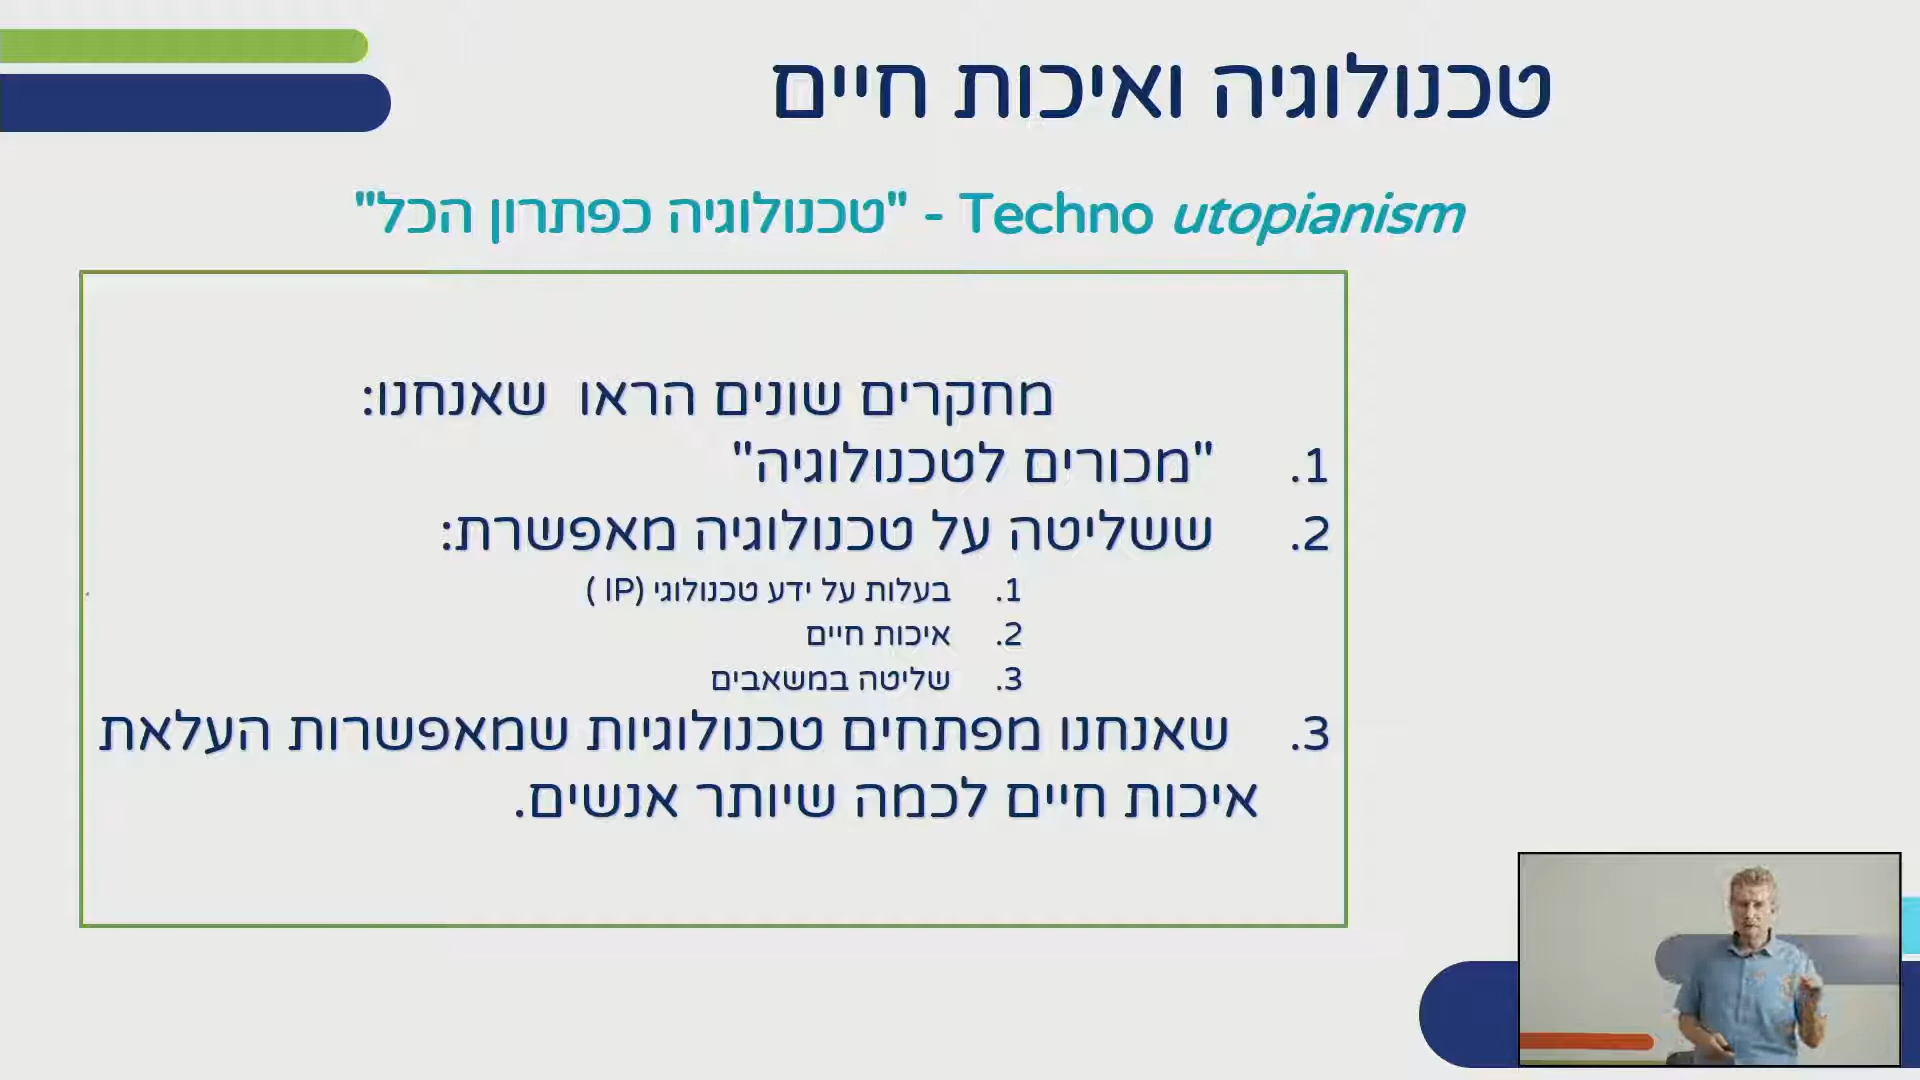 טכנולוגיה ואיכות חיים
Techno utopianism - "טכנולוגיה כפתרון הכל"
מחקרים שונים הראו שאנחנו:
1. "מכורים לטכנולוגיה"
2. ששליטה על טכנולוגיה מאפשרת:
1. בעלות על ידע טכנולוגי (IP )
2. איכות חיים
3. שליטה במשאבים
3. שאנחנו מפתחים טכנולוגיות שמאפשרות העלאת
איכות חיים לכמה שיותר אנשים.